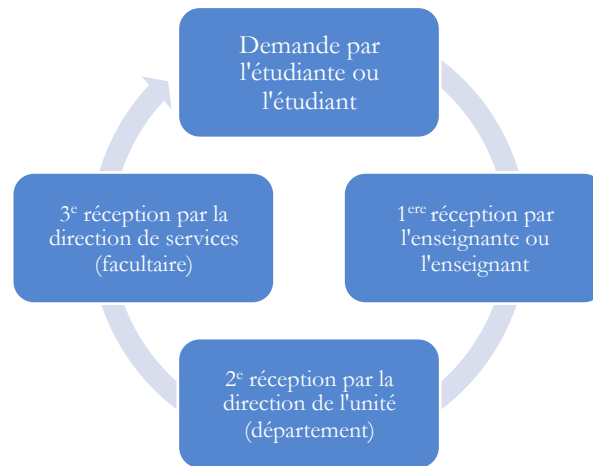 Demande par
l'étudiante ou
l'étudiant
1ere réception par
l'enseignante ou
l'enseignant
2e réception par la
direction de l'unité
(département)
3e réception par la
direction de services
(facultaire)